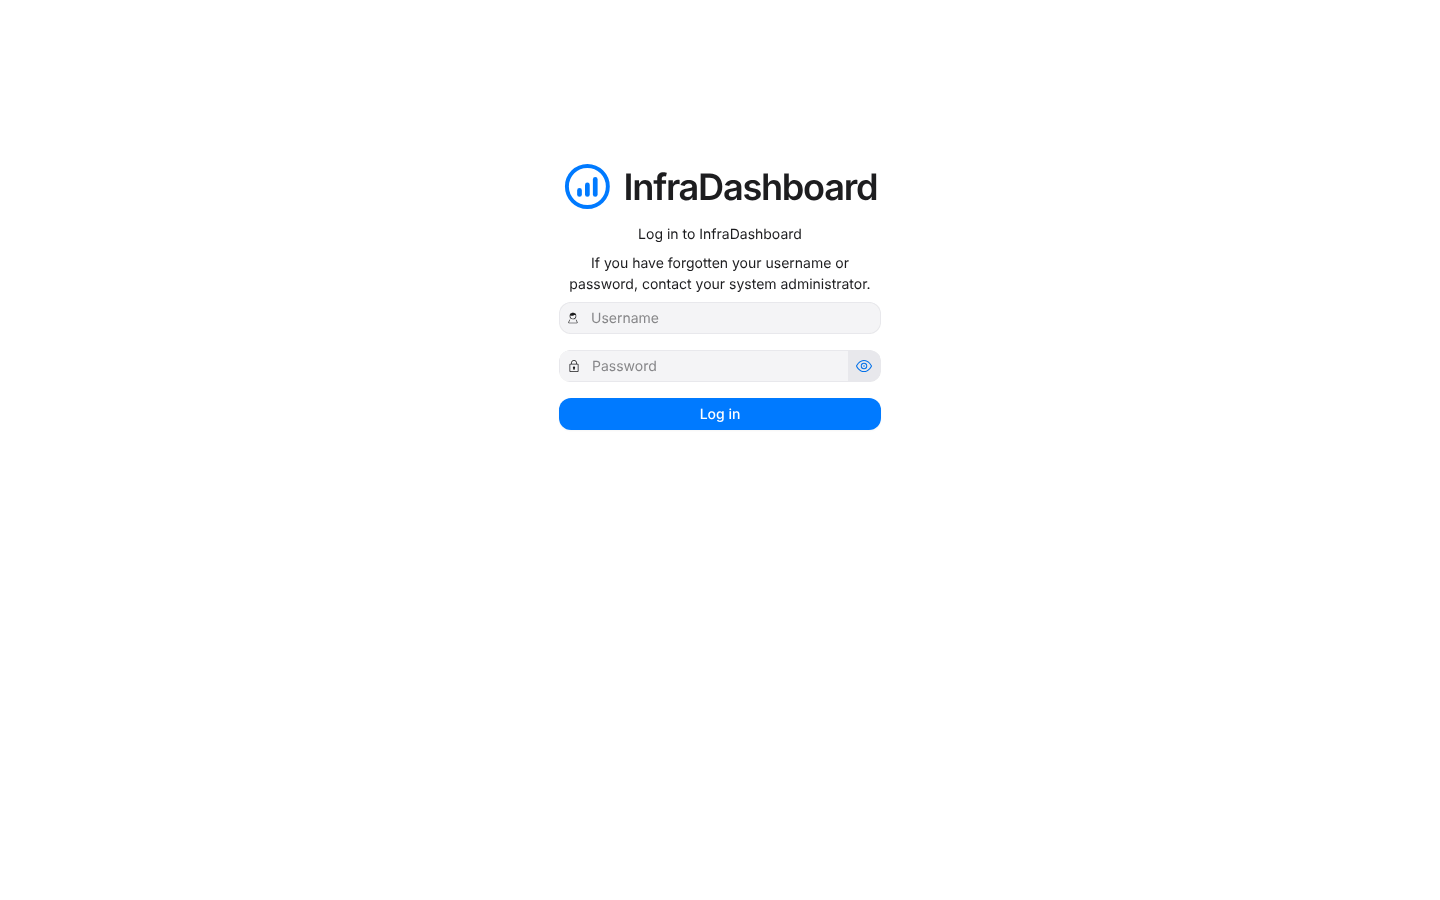 InfraDashboard
Log in to InfraDashboard
If you have forgotten your username or
password, contact your system administrator.
Username
Password
Log in